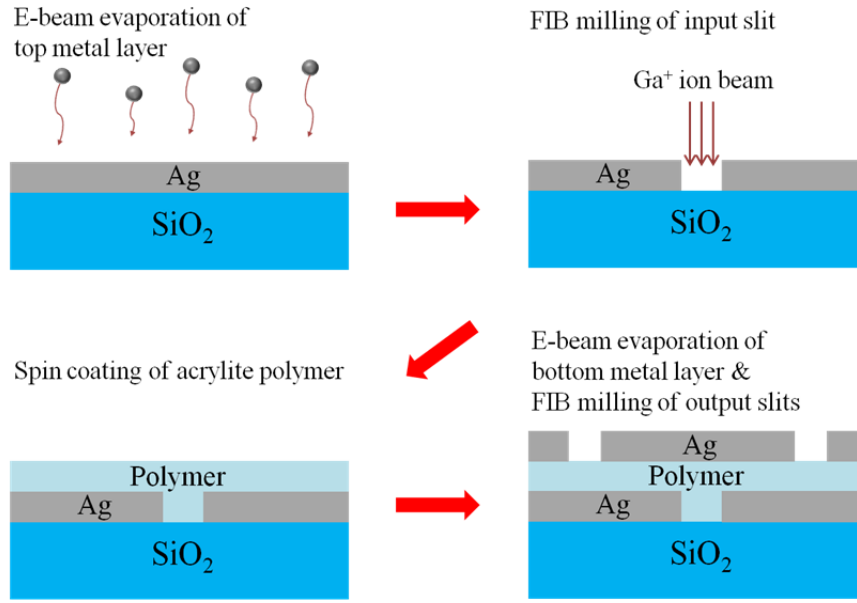 E-beam evaporation of
top metal layer
Ag
SiO₂
FIB milling of input slit
Ga⁺ ion beam
Ag
SiO₂
Spin coating of acrylite polymer
Polymer
Ag
SiO₂
E-beam evaporation of
bottom metal layer &
FIB milling of output slits
Ag
Polymer
Ag
SiO₂